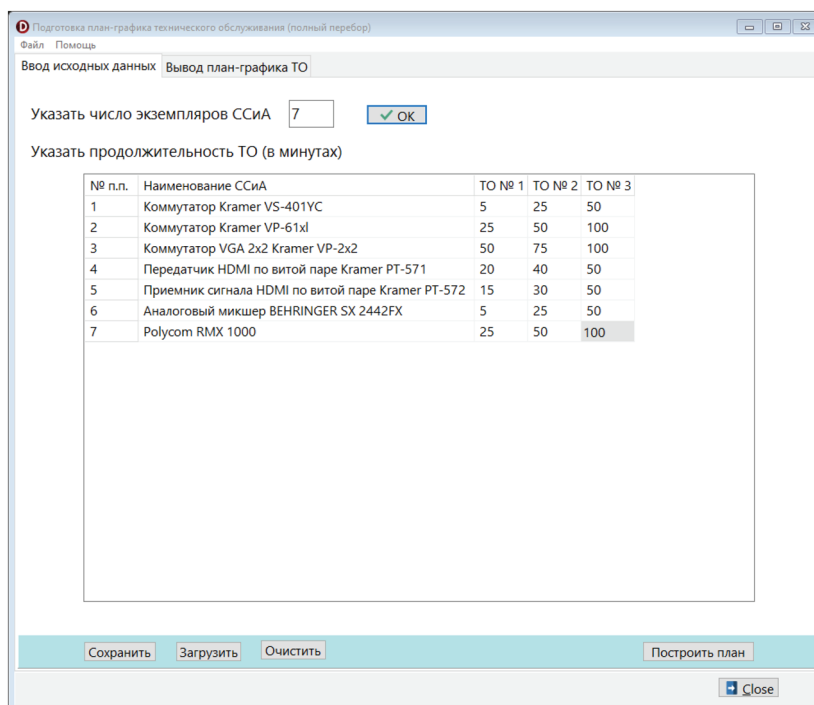 Подготовка план-графика технического обслуживания (полный перебор)
Файл Помощь
Ввод исходных данных Вывод план-графика ТО
Указать число экземпляров ССиА 7 OK
Указать продолжительность ТО (в минутах)
№ п.п. Наименование ССиА ТО № 1 ТО № 2 ТО № 3
1 Коммутатор Kramer VS-401YC 5 25 50
2 Коммутатор Kramer VP-61xl 25 50 100
3 Коммутатор VGA 2x2 Kramer VP-2x2 50 75 100
4 Передатчик HDMI по витой паре Kramer PT-571 20 40 50
5 Приемник сигнала HDMI по витой паре Kramer PT-572 15 30 50
6 Аналоговый микшер BEHRINGER SX 2442FX 5 25 50
7 Polycom RMX 1000 25 50 100
Сохранить Загрузить Очистить Построить план
Close